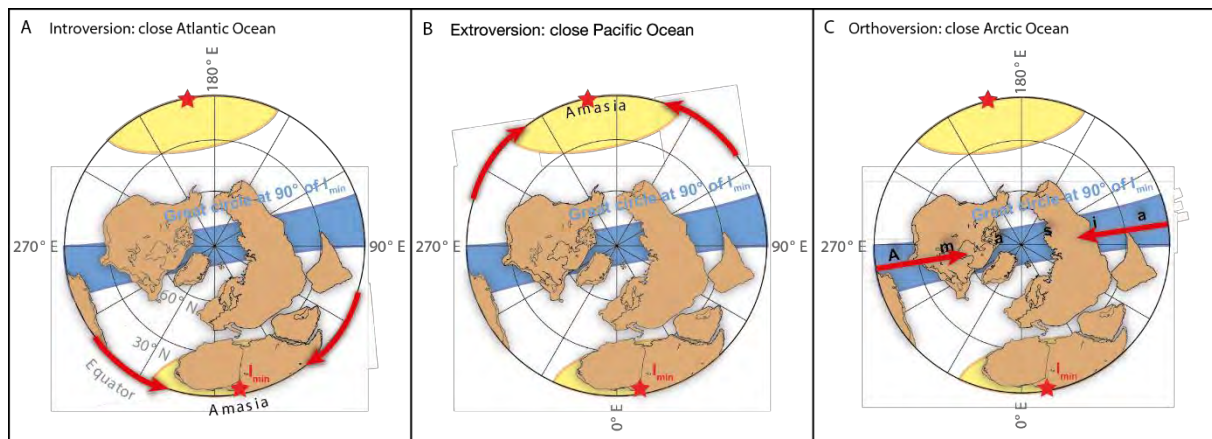 A Introversion: close Atlantic Ocean
180° E
Great circle at 90° of Imin
270° E
90° E
60° N
30° N
Equator
Imin
Amasia
B Extroversion: close Pacific Ocean
Amasia
Great circle at 90° of Imin
Imin
0° E
C Orthoversion: close Arctic Ocean
180° E
Great circle at 90° of Imin
270° E
90° E
A m a s i a
Imin
0° E